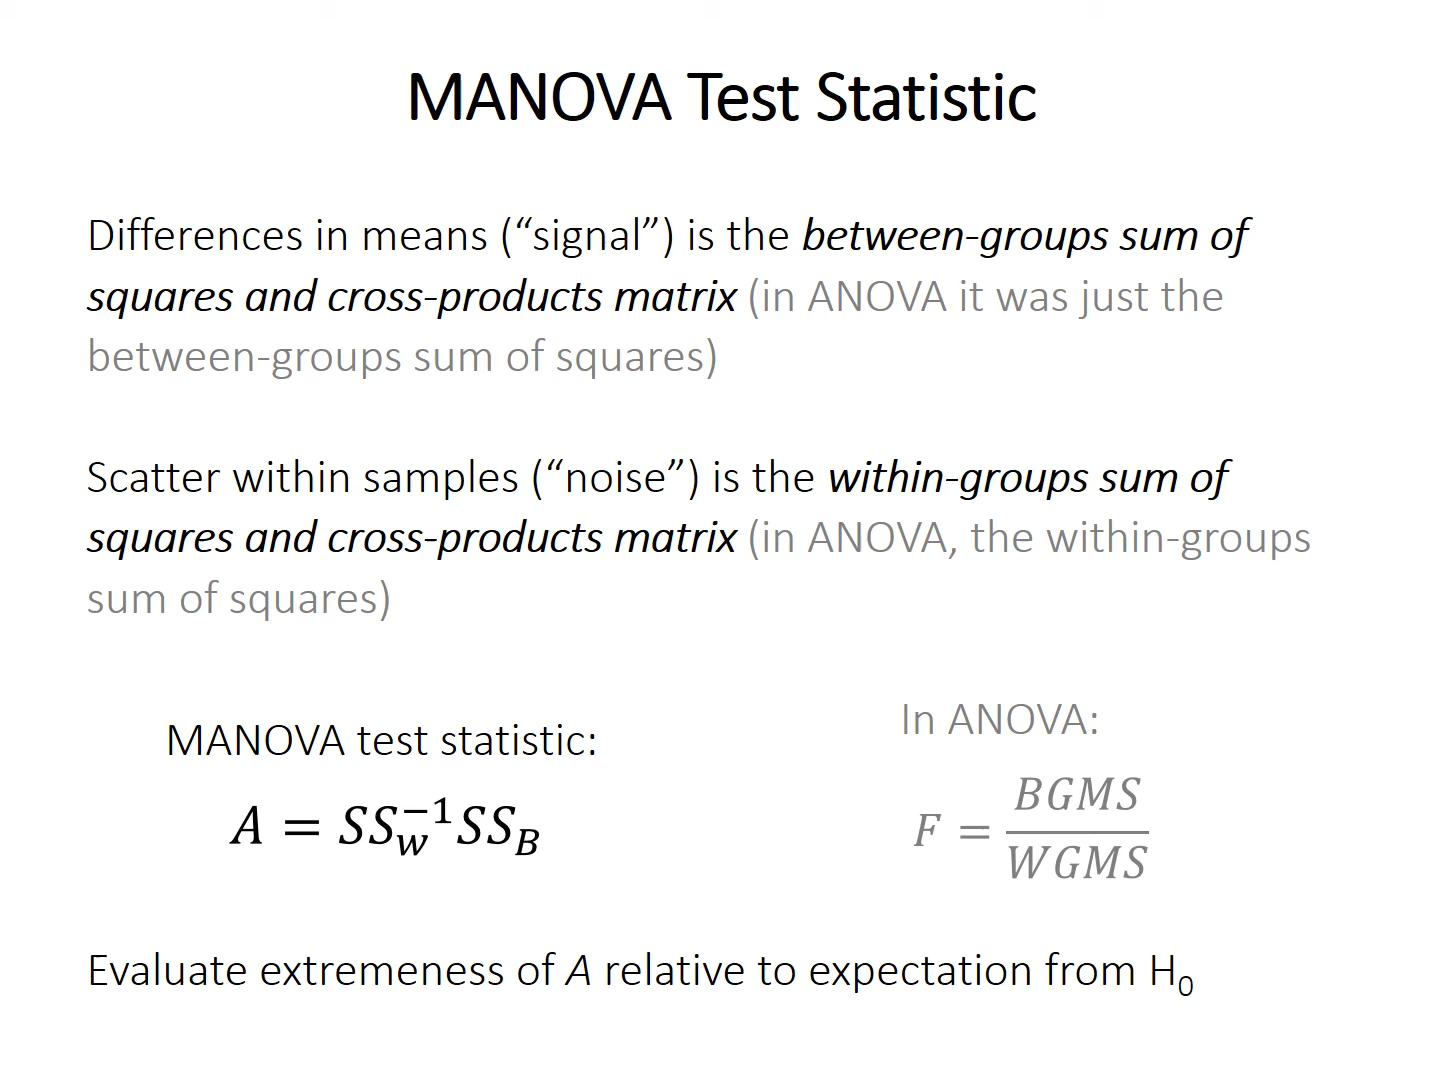 MANOVA Test Statistic
Differences in means (“signal”) is the between-groups sum of
squares and cross-products matrix (in ANOVA it was just the
between-groups sum of squares)
Scatter within samples (“noise”) is the within-groups sum of
squares and cross-products matrix (in ANOVA, the within-groups
sum of squares)
MANOVA test statistic:
A = SS_w^{-1}SS_B
In ANOVA:
F = \frac{BGMS}{WGMS}
Evaluate extremeness of A relative to expectation from H₀